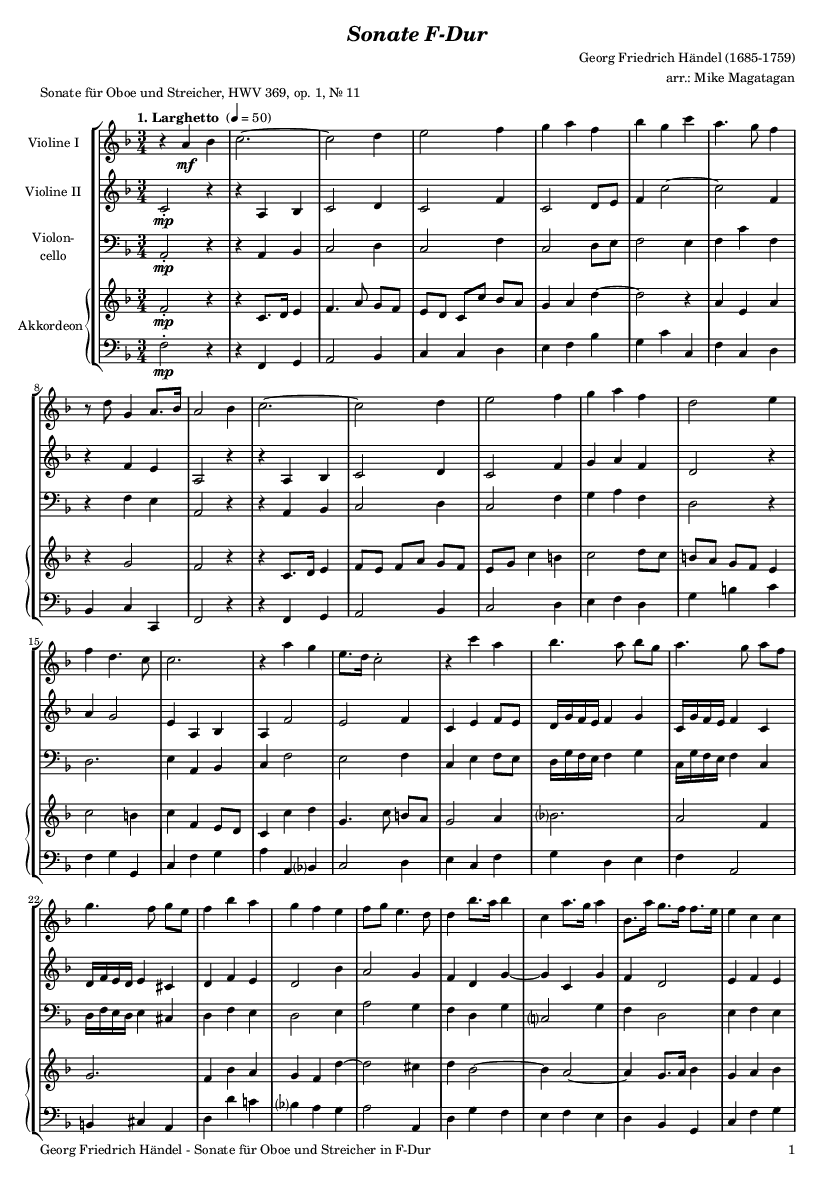 Sonate F-Dur
Georg Friedrich Händel (1685-1759)
arr.: Mike Magatagan
Sonate für Oboe und Streicher, HWV 369, op. 1, № 11
1. Larghetto (♩ = 50)
Violine I
mf
Violine II
mp
Violon-
cello
mp
Akkordeon
mp
mp
8
15
22
Georg Friedrich Händel - Sonate für Oboe und Streicher in F-Dur 1